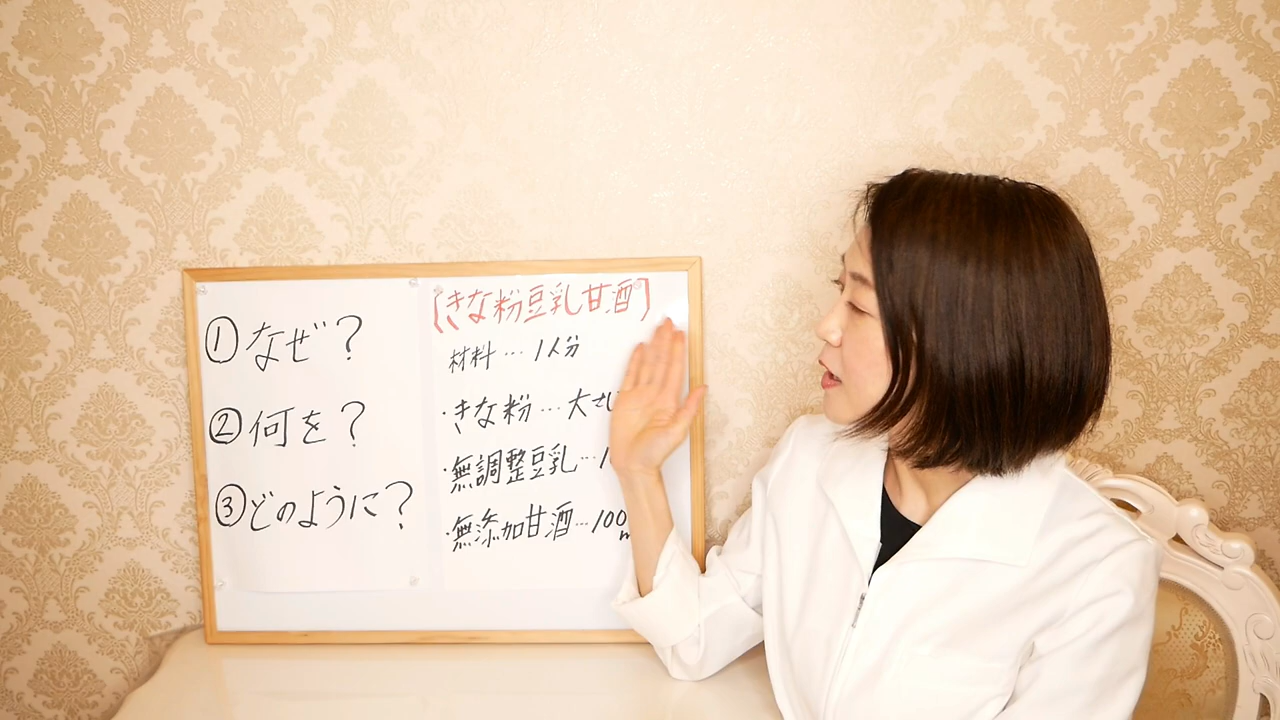 ① なぜ?
② 何を?
③ どのように?
[きな粉豆乳甘酒]
材料…1人分
・きな粉…大さじ
・無調整豆乳…1
・無添加甘酒…100